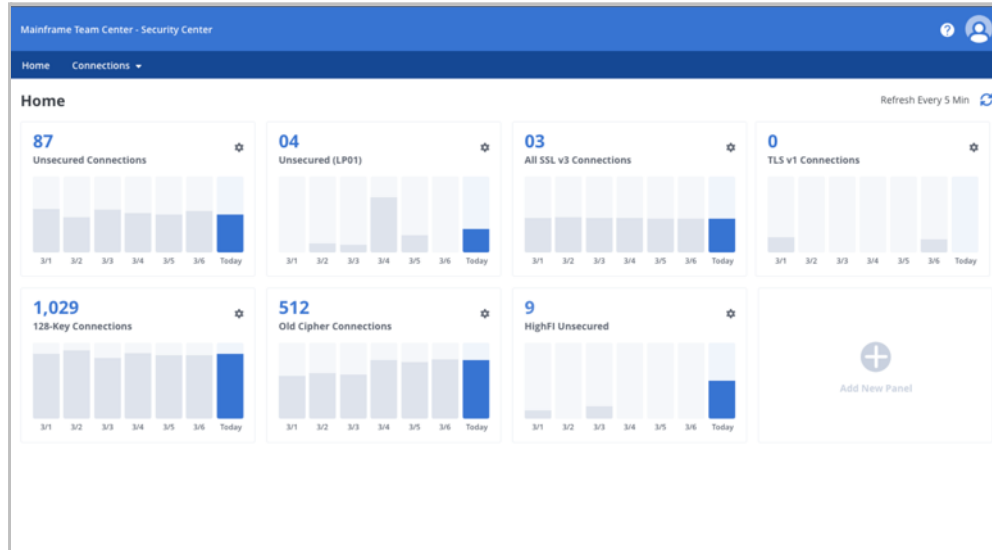 Mainframe Team Center - Security Center
?
Home Connections
Home
Refresh Every 5 Min
87
Unsecured Connections
3/1 3/2 3/3 3/4 3/5 3/6 Today
04
Unsecured (LP01)
3/1 3/2 3/3 3/4 3/5 3/6 Today
03
All SSL v3 Connections
3/1 3/2 3/3 3/4 3/5 3/6 Today
0
TLS v1 Connections
3/1 3/2 3/3 3/4 3/5 3/6 Today
1,029
128-Key Connections
3/1 3/2 3/3 3/4 3/5 3/6 Today
512
Old Cipher Connections
3/1 3/2 3/3 3/4 3/5 3/6 Today
9
HighFI Unsecured
3/1 3/2 3/3 3/4 3/5 3/6 Today
Add New Panel